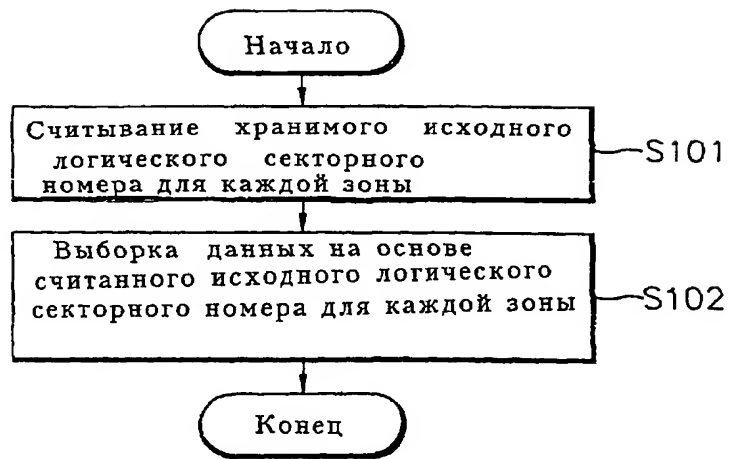 Начало
Считывание хранимого исходного
логического секторного
номера для каждой зоны
S101
Выборка данных на основе
считанного исходного логического
секторного номера для каждой зоны
S102
Конец